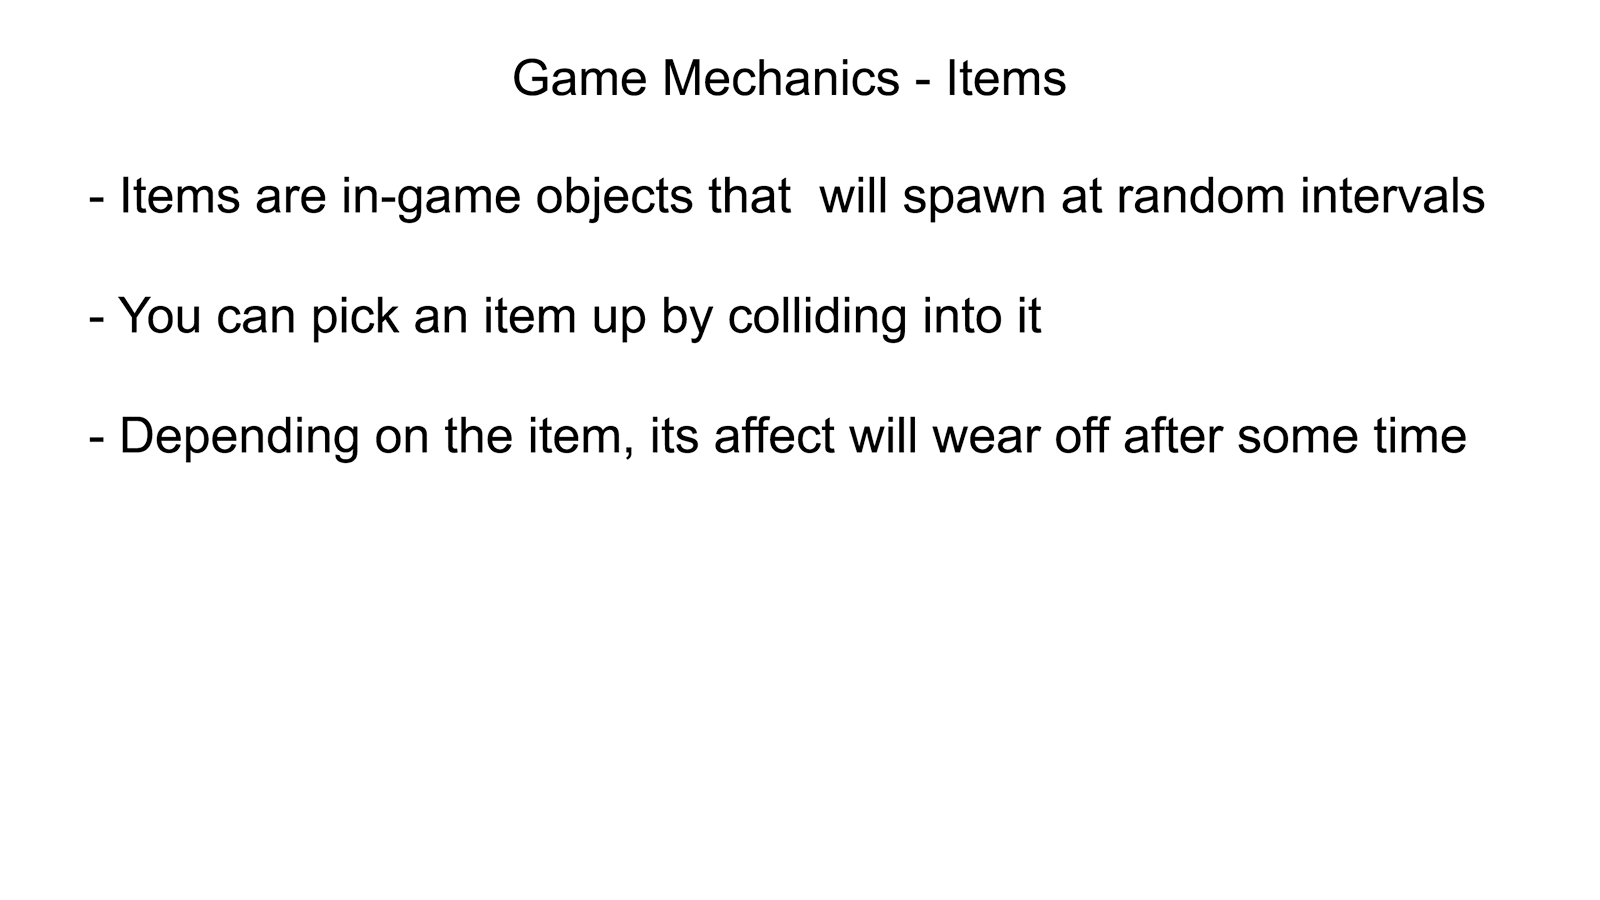 Game Mechanics - Items
- Items are in-game objects that  will spawn at random intervals
- You can pick an item up by colliding into it
- Depending on the item, its affect will wear off after some time